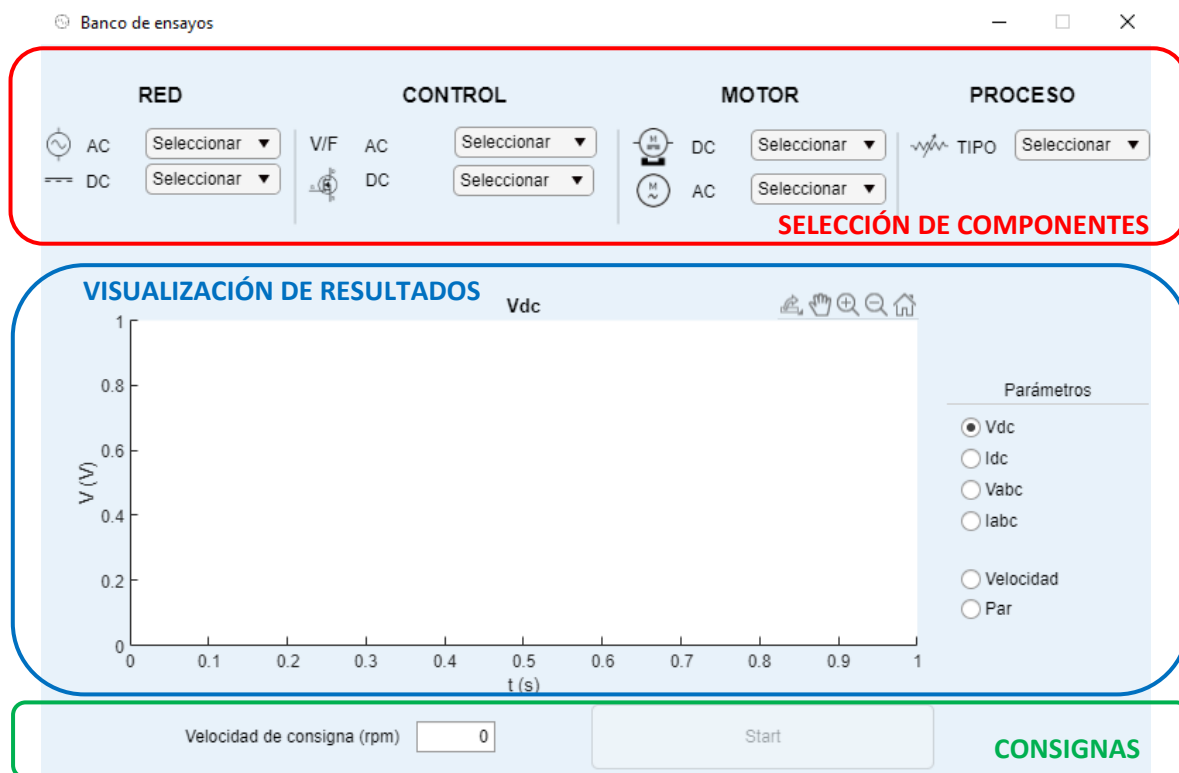 Banco de ensayos
RED CONTROL MOTOR PROCESO
AC Seleccionar V/F AC Seleccionar DC Seleccionar TIPO Seleccionar
DC Seleccionar DC Seleccionar AC Seleccionar
SELECCIÓN DE COMPONENTES
VISUALIZACIÓN DE RESULTADOS
Vdc
1
0.8
0.6
0.4
0.2
0
V (V)
0 0.1 0.2 0.3 0.4 0.5 0.6 0.7 0.8 0.9 1
t (s)
Parámetros
Vdc
Idc
Vabc
Iabc
Velocidad
Par
Velocidad de consigna (rpm) 0 Start
CONSIGNAS